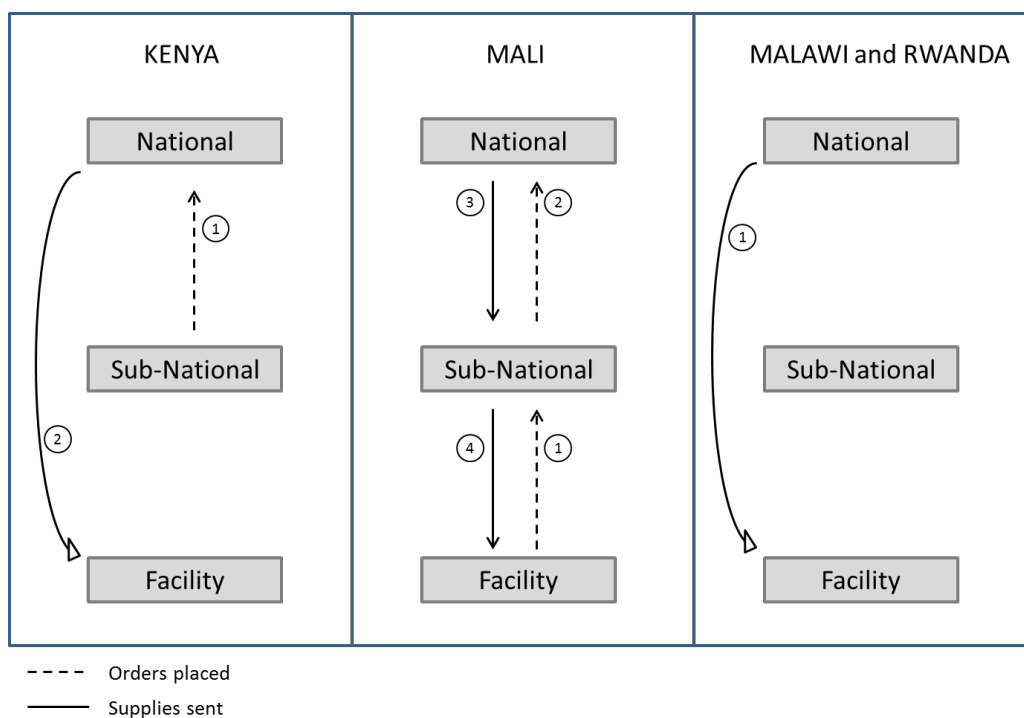 KENYA
National
1
Sub-National
2
Facility
MALI
National
3
2
Sub-National
4
1
Facility
MALAWI and RWANDA
National
1
Sub-National
Facility
Orders placed
Supplies sent